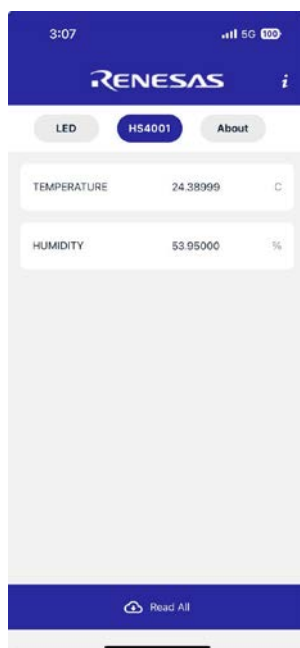 3:07 5G 100
RENESAS i
LED HS4001 About
TEMPERATURE 24.38999 C
HUMIDITY 53.95000 %
Read All